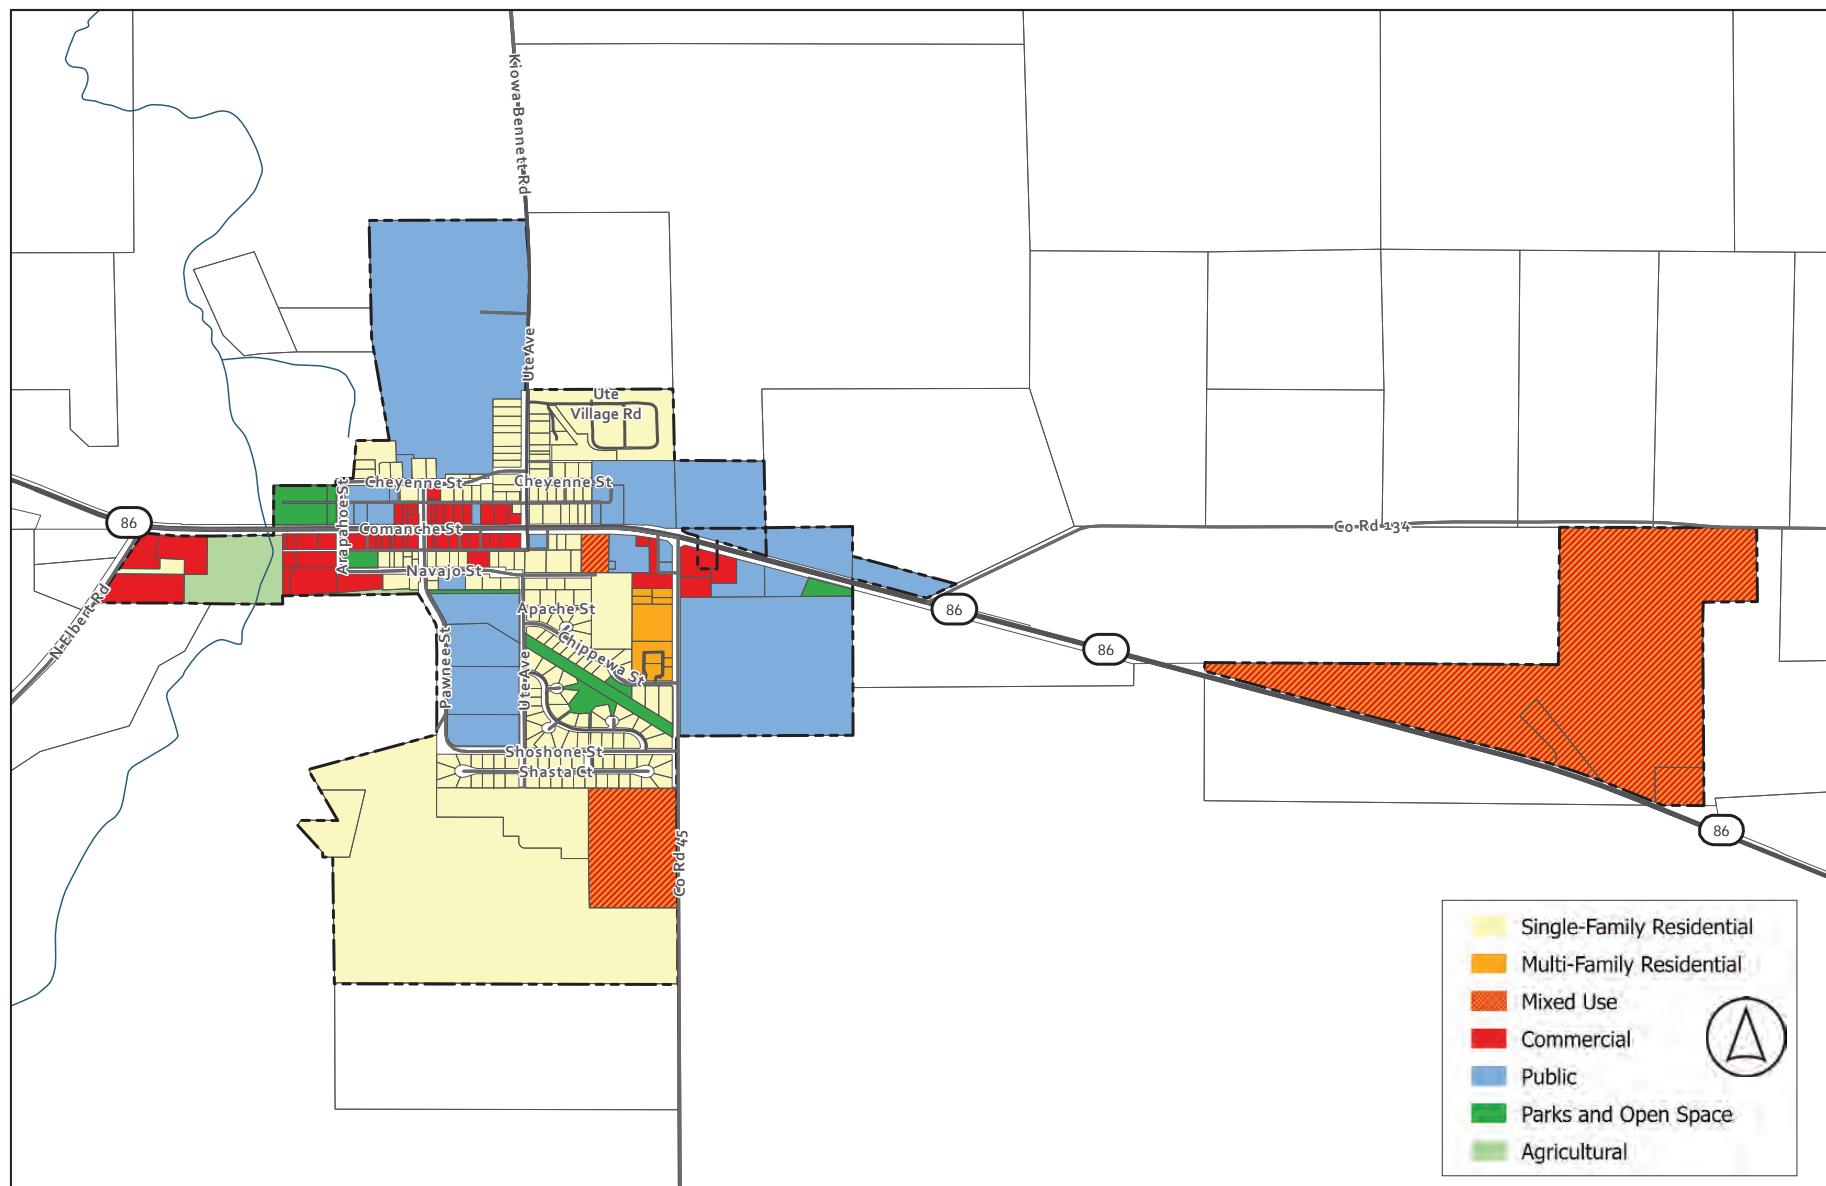 Kiowa-Bennett Rd
Ute Ave
Ute
Village Rd
Cheyenne St
Cheyenne St
Arapahoe St
86
Comanche St
Co Rd 134
Navajo St
N Elbert Rd
Apache St
86
Chippewa St
86
Pawnee St
Ute Ave
Shoshone St
Shasta Ct
86
Co Rd 45
Single-Family Residential
Multi-Family Residential
Mixed Use
Commercial
Public
Parks and Open Space
Agricultural